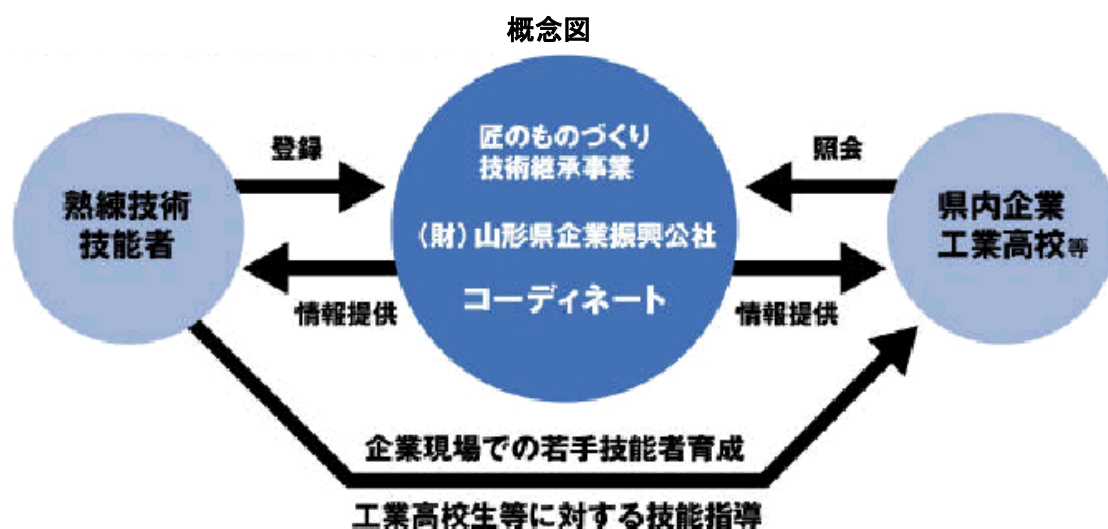 概念図
熟練技術
技能者
登録
情報提供
匠のものづくり
技術継承事業
(財)山形県企業振興公社
コーディネート
照会
情報提供
県内企業
工業高校等
企業現場での若手技能者育成
工業高校生等に対する技能指導